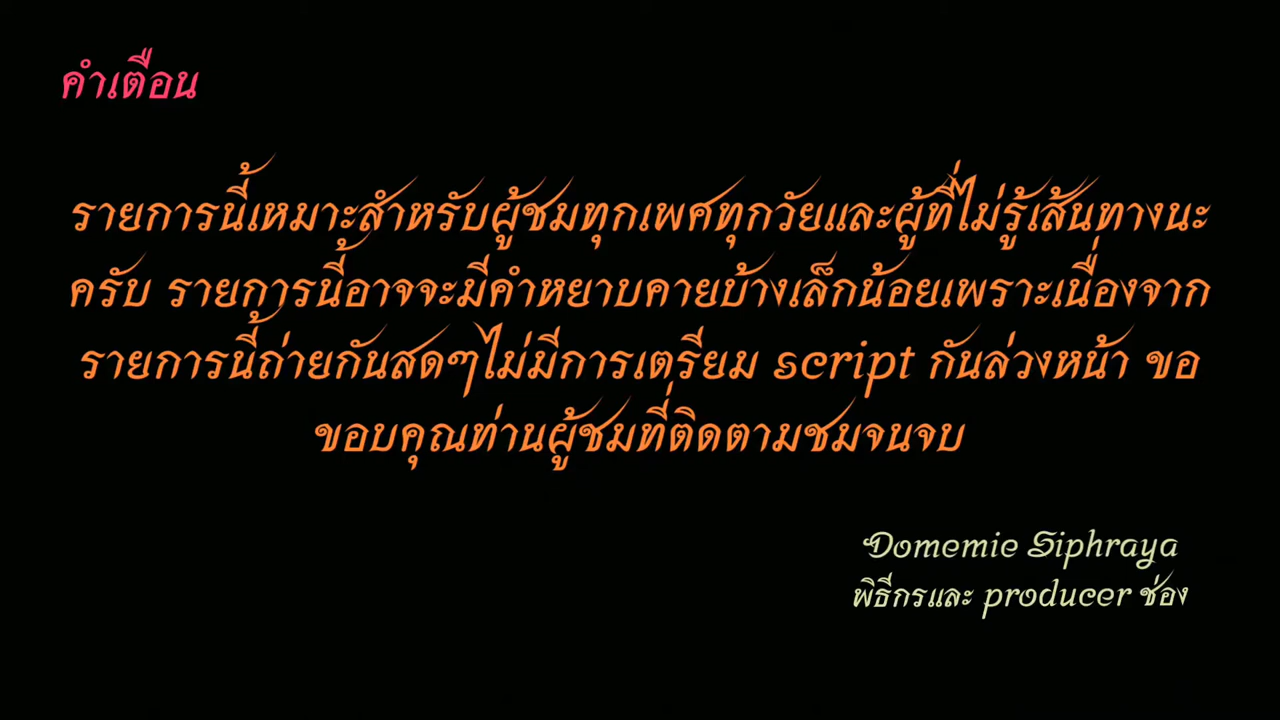 คำเตือน
รายการนี้เหมาะสำหรับผู้ชมทุกเพศทุกวัยและผู้ที่ไม่รู้เส้นทางนะ
ครับ รายการนี้อาจจะมีคำหยาบคายบ้างเล็กน้อยเพราะเนื่องจาก
รายการนี้ถ่ายกันสดๆไม่มีการเตรียม script กันล่วงหน้า ขอ
ขอบคุณท่านผู้ชมที่ติดตามชมจนจบ
Domemie Siphraya
พิธีกรและ producer ช่อง